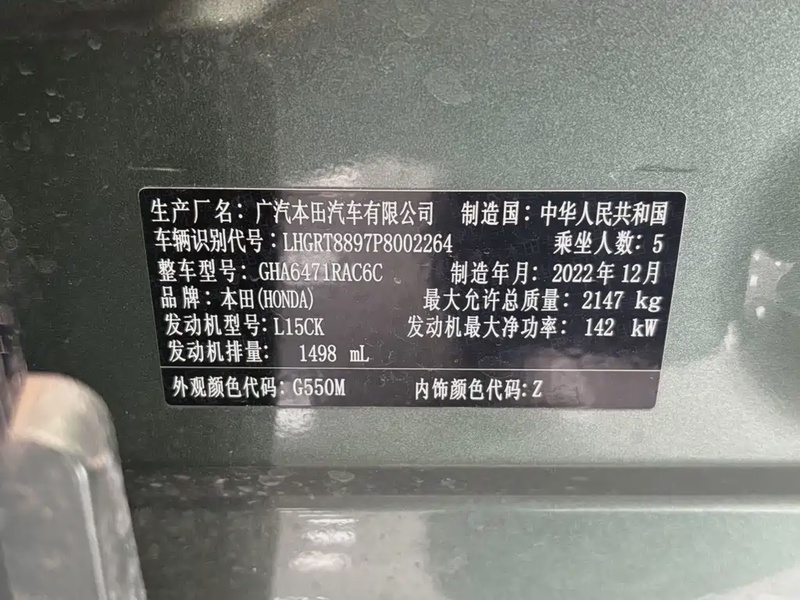 生产厂名：广汽本田汽车有限公司 制造国：中华人民共和国
车辆识别代号：LHGRT8897P8002264 乘坐人数：5
整车型号：GHA6471RAC6C 制造年月：2022年12月
品牌：本田(HONDA) 最大允许总质量：2147 kg
发动机型号：L15CK 发动机最大净功率：142 kW
发动机排量： 1498 mL
外观颜色代码：G550M 内饰颜色代码：Z